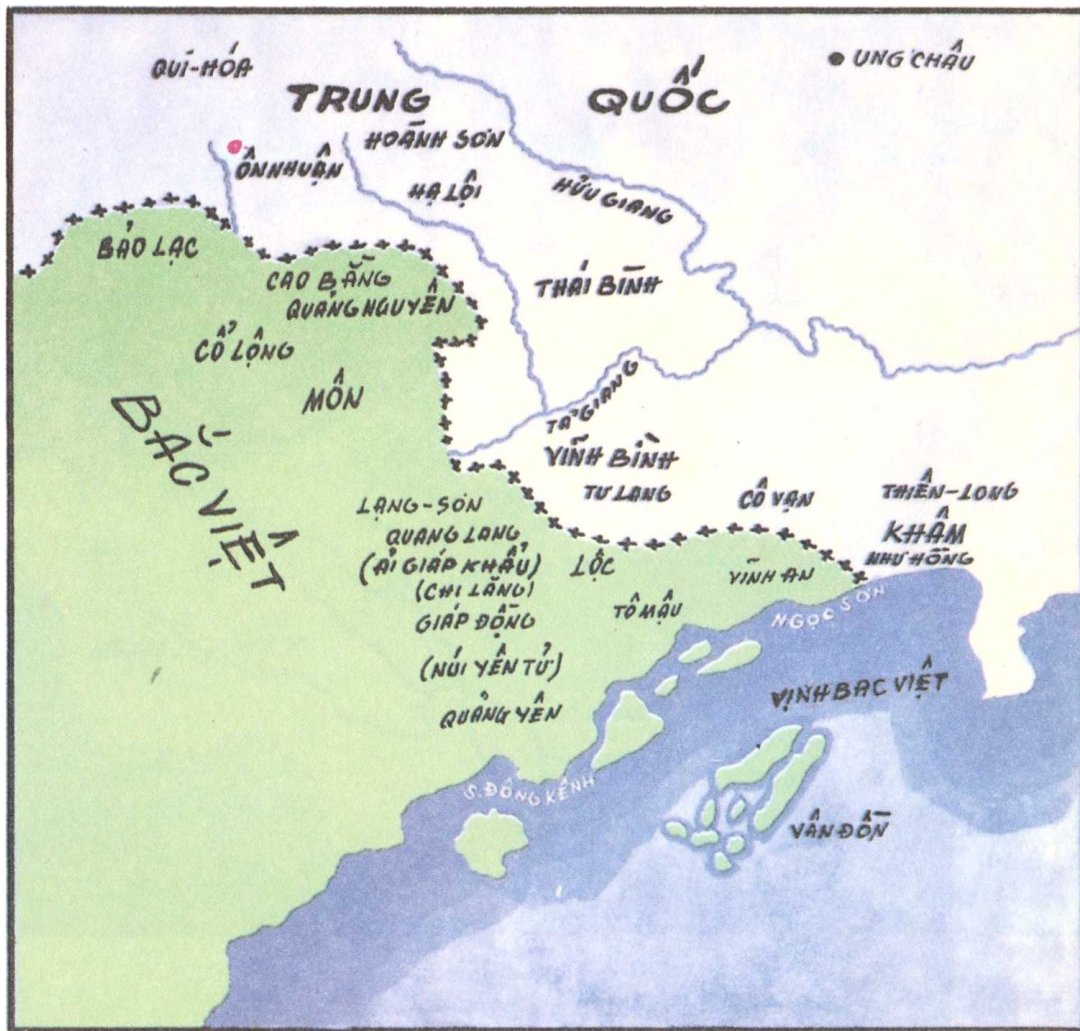 QUI-HÓA
UNG CHÂU
TRUNG QUỐC
HOÀNH SƠN
ÔN NHUẬN
HẠ LÔI
HỮU GIANG
BẢO LẠC
CAO BẰNG
QUẢNG NGUYÊN
THÁI BÌNH
CỔ LỘNG
MÔN
BẮC VIỆT
TẢ GIANG
VĨNH BÌNH
TƯ LANG
CỔ VẠN
THIÊN-LONG
KHÂM
NHƯ HỒNG
LẠNG-SƠN
QUANG LANG
(ẢI GIÁP KHẨU)
(CHI LĂNG)
GIÁP ĐỘNG
LỘC
VĨNH AN
TÔ MẬU
NGỌC SƠN
(NÚI YÊN TỬ)
QUẢNG YÊN
VỊNH BẮC VIỆT
S. ĐÔNG KÊNH
VÂN ĐỒN